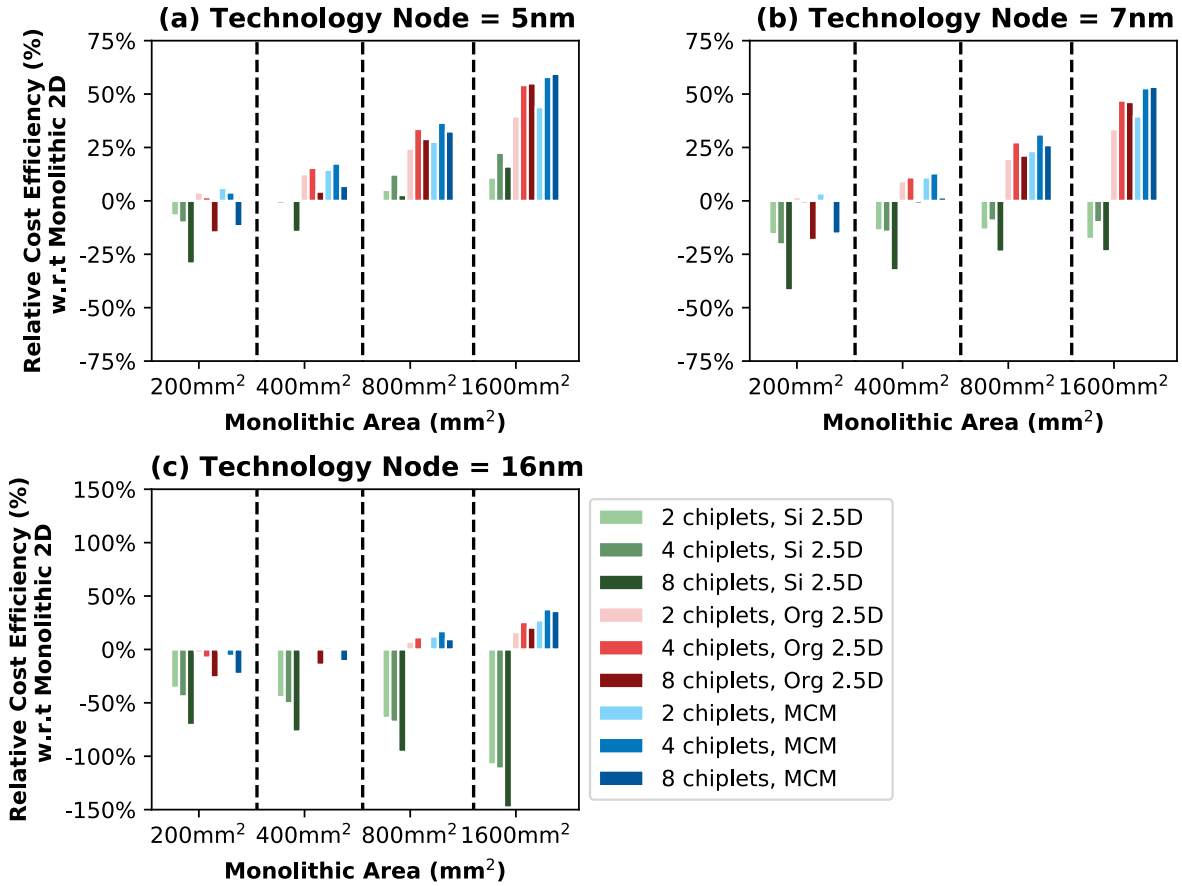 (a) Technology Node = 5nm
Relative Cost Efficiency (%)
w.r.t Monolithic 2D
75%
50%
25%
0%
-25%
-50%
-75%
200mm²
400mm²
800mm²
1600mm²
Monolithic Area (mm²)
(b) Technology Node = 7nm
Relative Cost Efficiency (%)
w.r.t Monolithic 2D
75%
50%
25%
0%
-25%
-50%
-75%
200mm²
400mm²
800mm²
1600mm²
Monolithic Area (mm²)
(c) Technology Node = 16nm
Relative Cost Efficiency (%)
w.r.t Monolithic 2D
150%
100%
50%
0%
-50%
-100%
-150%
200mm²
400mm²
800mm²
1600mm²
Monolithic Area (mm²)
2 chiplets, Si 2.5D
4 chiplets, Si 2.5D
8 chiplets, Si 2.5D
2 chiplets, Org 2.5D
4 chiplets, Org 2.5D
8 chiplets, Org 2.5D
2 chiplets, MCM
4 chiplets, MCM
8 chiplets, MCM